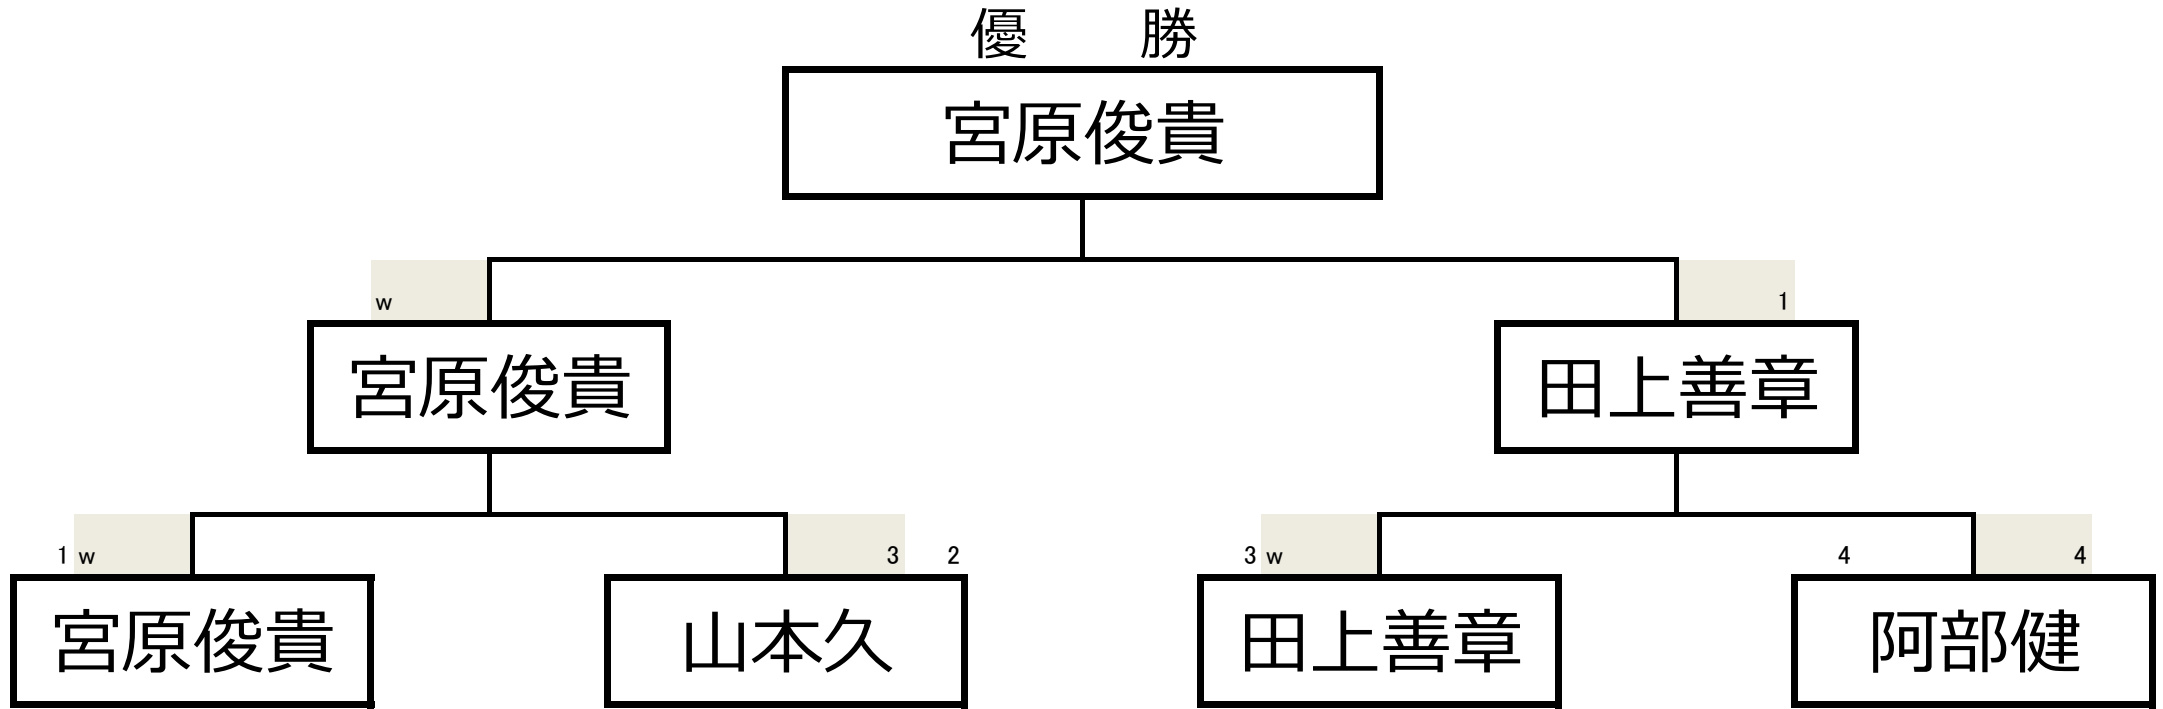 優　勝
宮原俊貴
w 1
宮原俊貴 田上善章
1 w 3 2 3 w 4 4
宮原俊貴 山本久 田上善章 阿部健